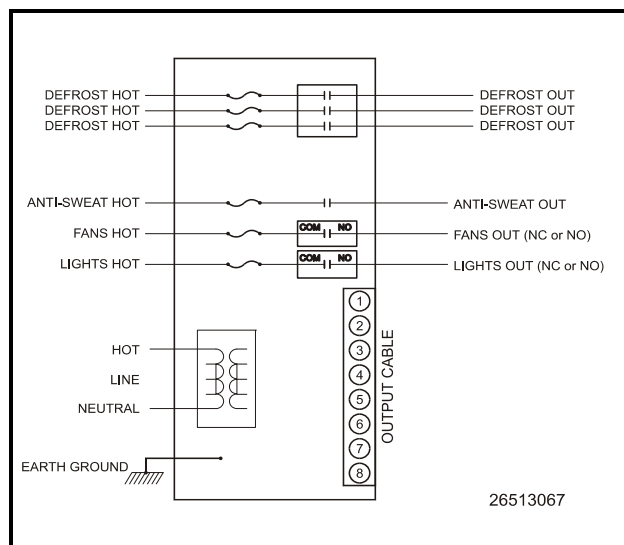 DEFROST HOT DEFROST OUT
DEFROST HOT DEFROST OUT
DEFROST HOT DEFROST OUT
ANTI-SWEAT HOT ANTI-SWEAT OUT
FANS HOT COM NO FANS OUT (NC or NO)
LIGHTS HOT COM NO LIGHTS OUT (NC or NO)
HOT
LINE
NEUTRAL
EARTH GROUND
1
2
3
4
5
6
7
8
OUTPUT CABLE
26513067